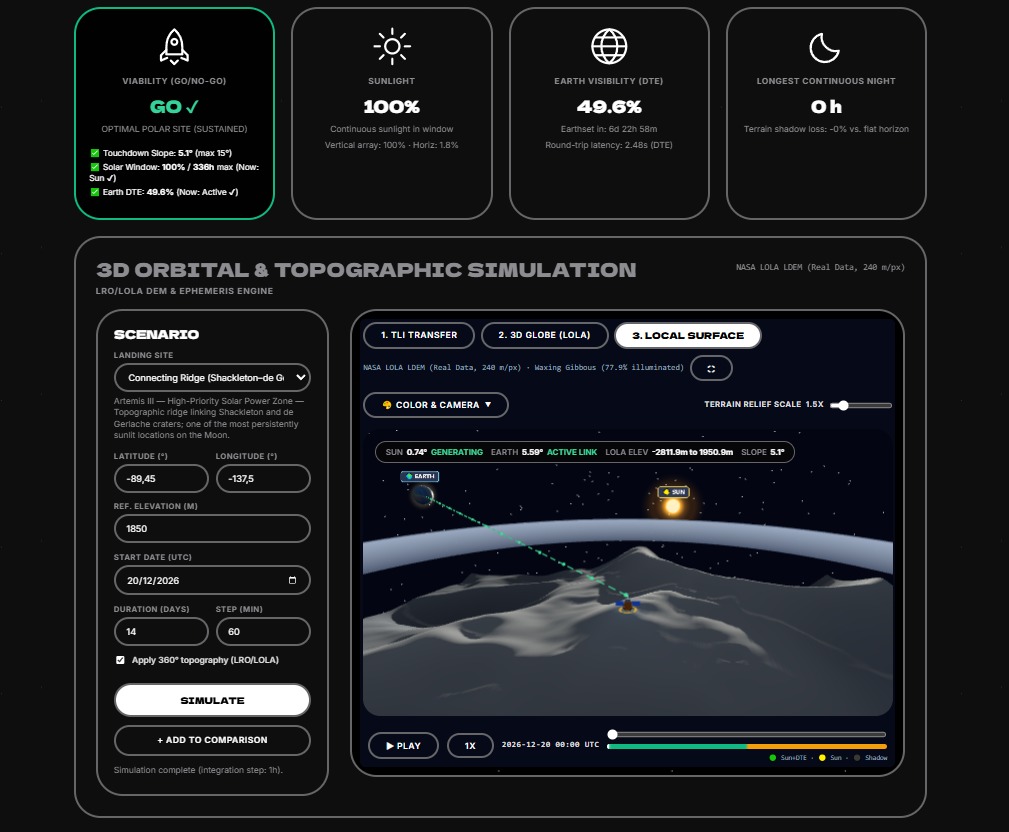 VIABILITY (GO/NO-GO)
GO ✓
OPTIMAL POLAR SITE (SUSTAINED)
✅ Touchdown Slope: 5.1° (max 15°)
✅ Solar Window: 100% / 336h max (Now:
Sun ✓)
✅ Earth DTE: 49.6% (Now: Active ✓)
SUNLIGHT
100%
Continuous sunlight in window
Vertical array: 100% · Horiz: 1.8%
EARTH VISIBILITY (DTE)
49.6%
Earthset in: 6d 22h 58m
Round-trip latency: 2.48s (DTE)
LONGEST CONTINUOUS NIGHT
0 h
Terrain shadow loss: -0% vs. flat horizon
3D ORBITAL & TOPOGRAPHIC SIMULATION
LRO/LOLA DEM & EPHEMERIS ENGINE
NASA LOLA LDEM (Real Data, 240 m/px)
SCENARIO
LANDING SITE
Connecting Ridge (Shackleton–de G
Artemis III — High-Priority Solar Power Zone —
Topographic ridge linking Shackleton and de
Gerlache craters; one of the most persistently
sunlit locations on the Moon.
LATITUDE (°) LONGITUDE (°)
-89,45 -137,5
REF. ELEVATION (M)
1850
START DATE (UTC)
20/12/2026
DURATION (DAYS) STEP (MIN)
14 60
Apply 360° topography (LRO/LOLA)
SIMULATE
+ ADD TO COMPARISON
Simulation complete (integration step: 1h).
1. TLI TRANSFER 2. 3D GLOBE (LOLA) 3. LOCAL SURFACE
NASA LOLA LDEM (Real Data, 240 m/px) · Waxing Gibbous (77.9% illuminated)
🎨 COLOR & CAMERA ▼
TERRAIN RELIEF SCALE 1.5X
SUN 0.74° GENERATING EARTH 5.59° ACTIVE LINK LOLA ELEV -2811.9m to 1950.9m SLOPE 5.1°
EARTH
SUN
▶ PLAY 1X 2026-12-20 00:00 UTC
Sun+DTE · Sun · Shadow